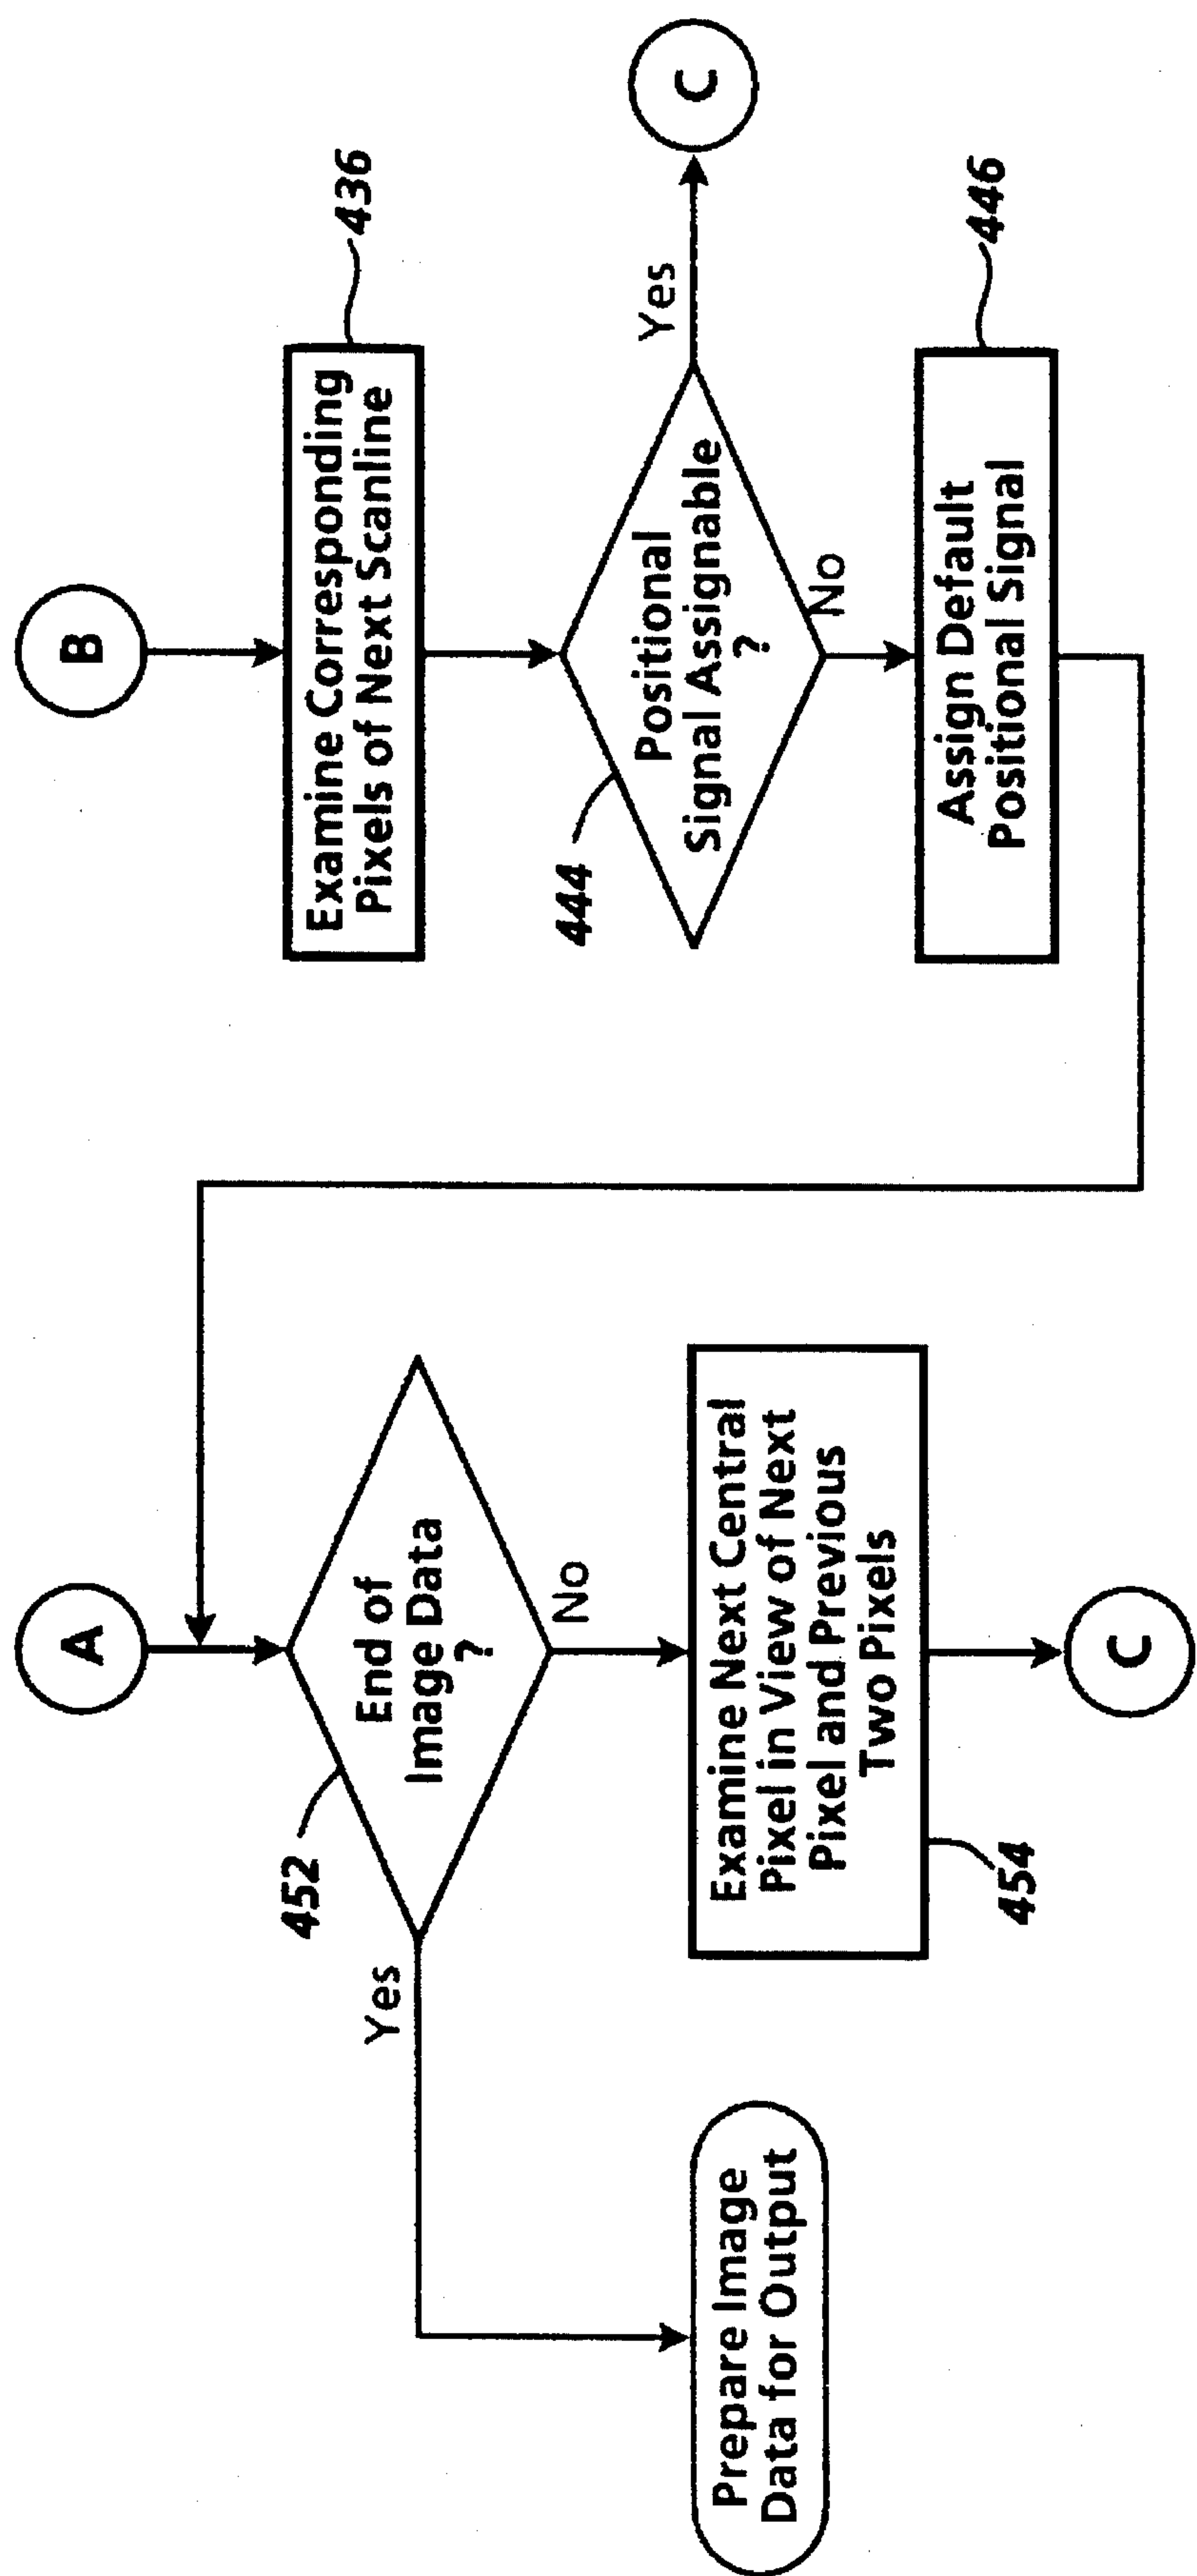 A
End of
Image Data
?
452
Yes
No
Prepare Image
Data for Output
Examine Next Central
Pixel in View of Next
Pixel and Previous
Two Pixels
454
C
B
Examine Corresponding
Pixels of Next Scanline
436
Positional
Signal Assignable
?
444
Yes
C
No
Assign Default
Positional Signal
446